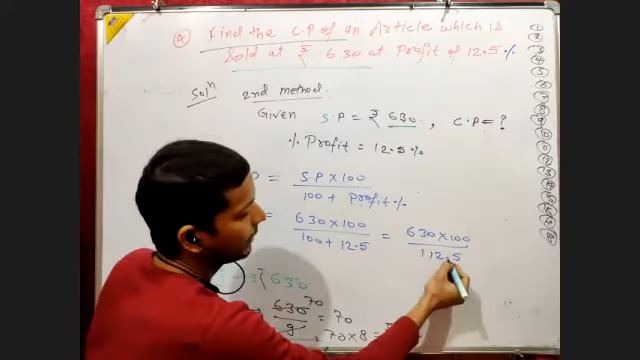 Q Find the C.P of an Article which is
Sold at ₹ 630 at Profit of 12.5 %
Solⁿ 2nd method
Given S.P = ₹ 630, C.P = ?
% Profit = 12.5 %
P = S.P × 100 / 100 + Profit %
= 630 × 100 / 100 + 12.5 = 630 × 100 / 112.5
₹ 630
630 70 / 9 = 70
70 × 8 =